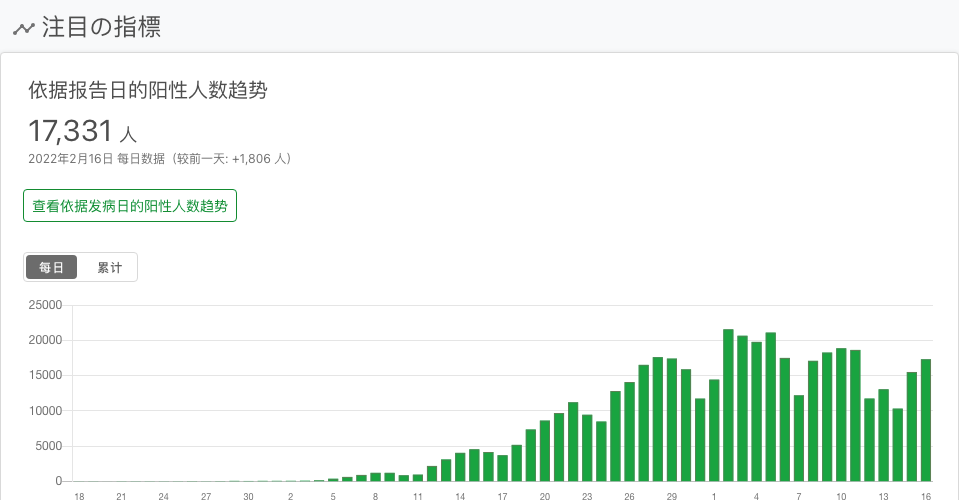 注目の指標
依据报告日的阳性人数趋势
17,331 人
2022年2月16日 每日数据（较前一天: +1,806 人）
查看依据发病日的阳性人数趋势
每日 累计
25000
20000
15000
10000
5000
0
18 21 24 27 30 2 5 8 11 14 17 20 23 26 29 1 4 7 10 13 16